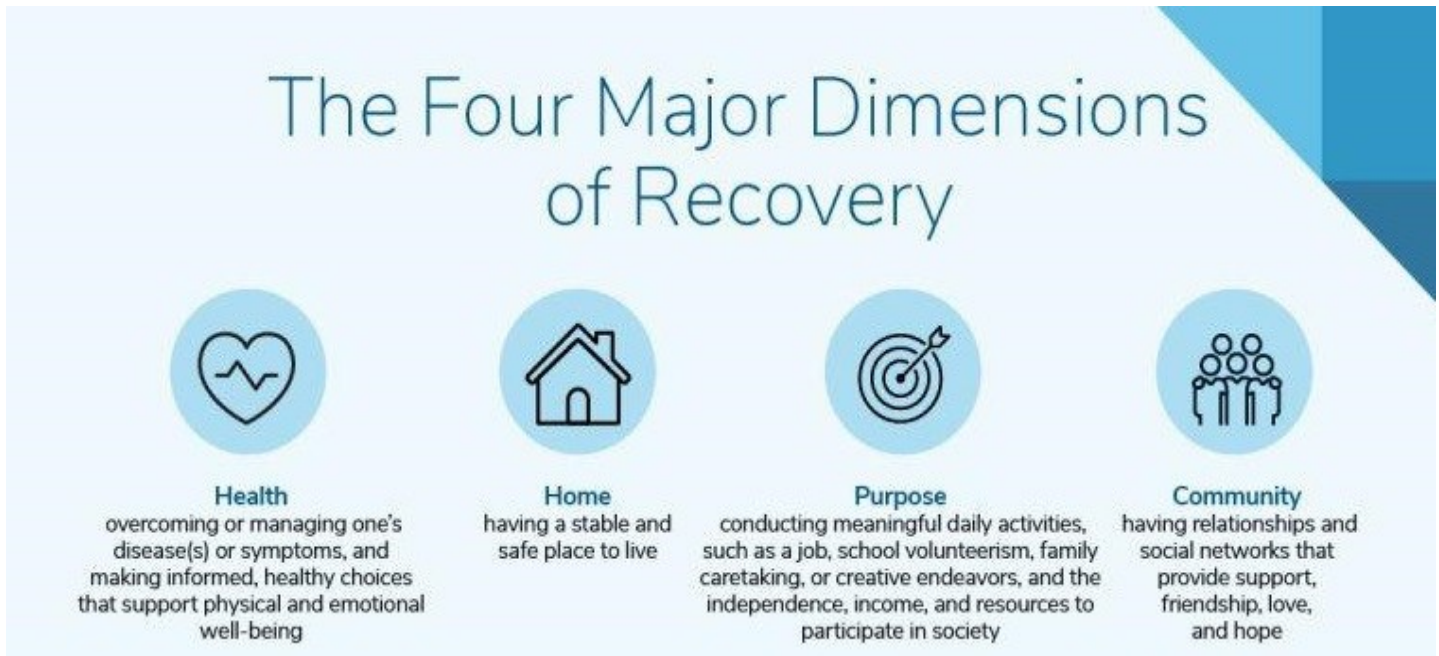 The Four Major Dimensions
of Recovery
Health
overcoming or managing one's
disease(s) or symptoms, and
making informed, healthy choices
that support physical and emotional
well-being
Home
having a stable and
safe place to live
Purpose
conducting meaningful daily activities,
such as a job, school volunteerism, family
caretaking, or creative endeavors, and the
independence, income, and resources to
participate in society
Community
having relationships and
social networks that
provide support,
friendship, love,
and hope